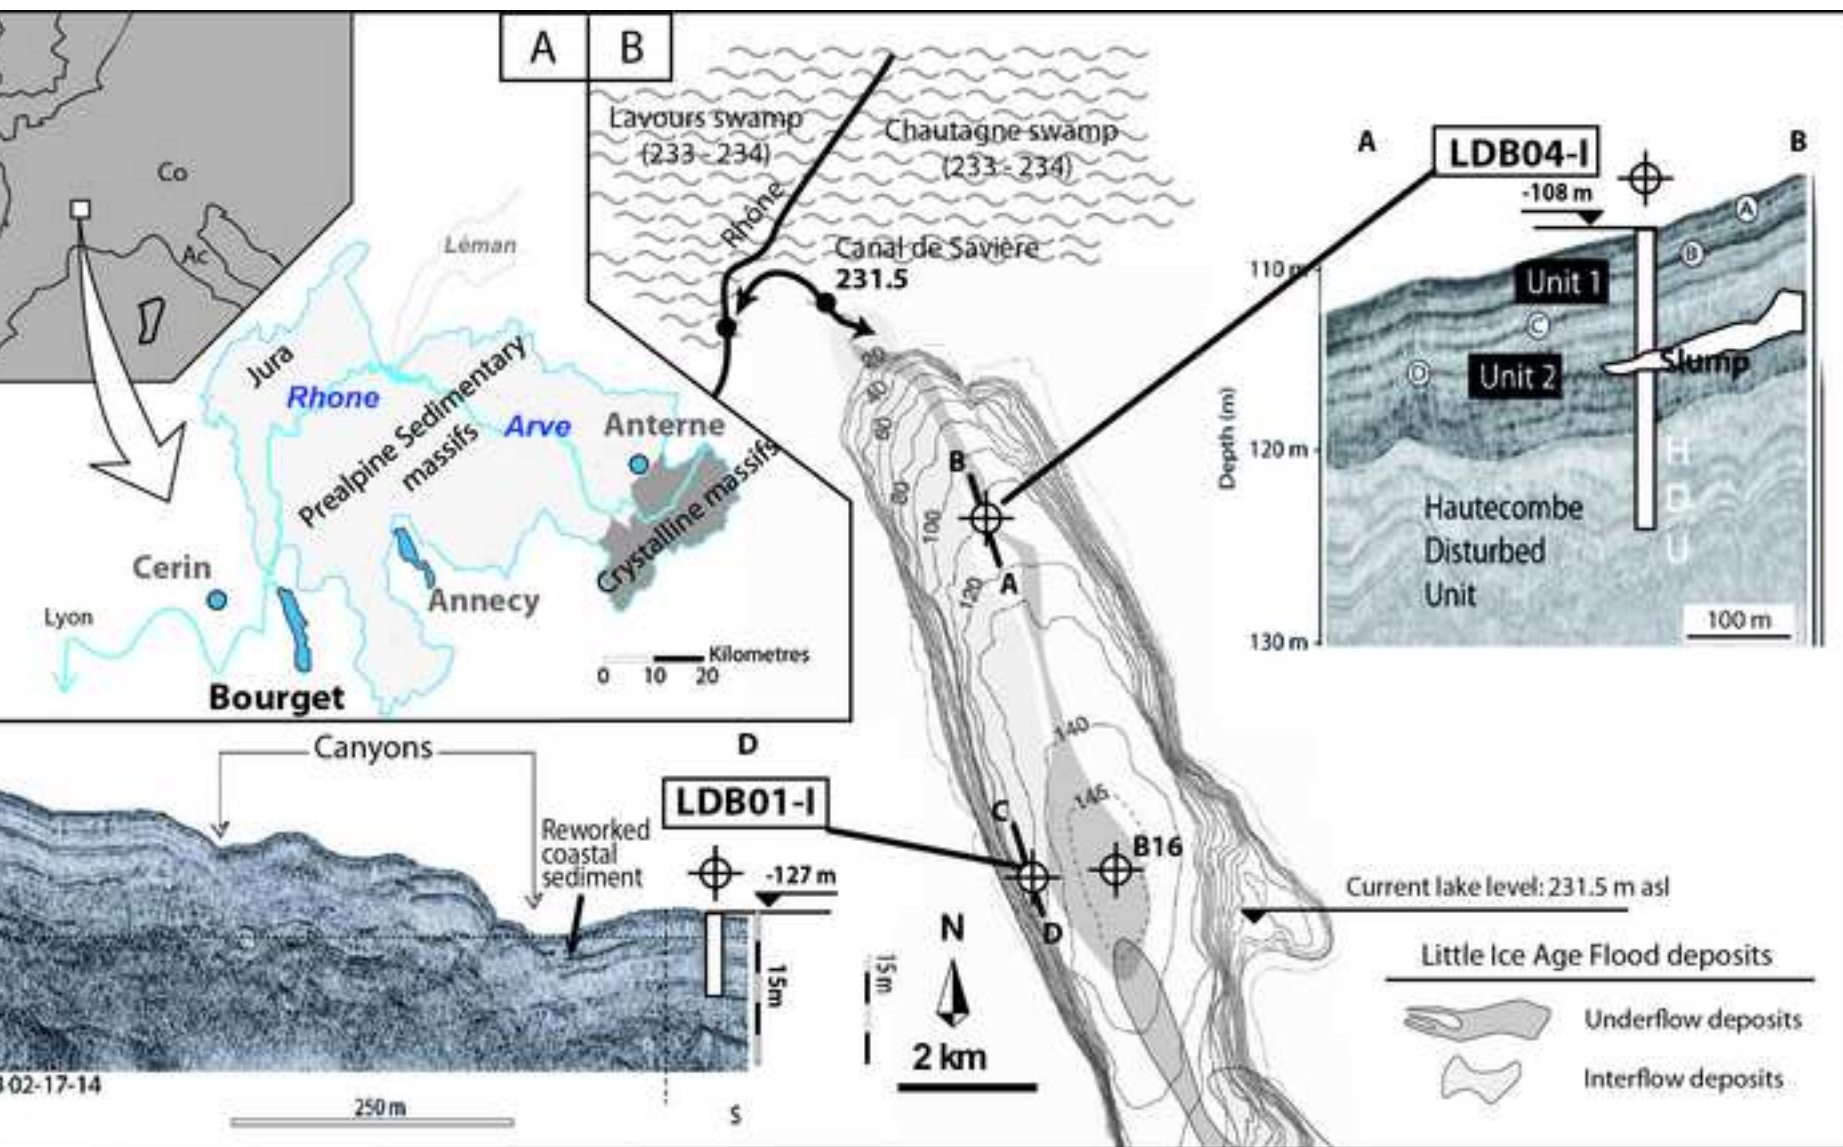 A
B
Co
Ac
Léman
Jura
Rhone
Prealpine Sedimentary
massifs
Arve
Anterne
Crystalline massifs
Cerin
Annecy
Lyon
Bourget
Kilometres
0 10 20
Lavours swamp
(233 - 234)
Chautagne swamp
(233 - 234)
Rhône
Canal de Savière
231.5
20
40
60
80
100
120
140
145
B
A
C
D
B16
N
2 km
15m
A
LDB04-I
B
-108 m
110 m
120 m
130 m
Depth (m)
Unit 1
Unit 2
A
B
C
D
Slump
H
D
U
Hautecombe
Disturbed
Unit
100 m
Canyons
D
LDB01-I
Reworked
coastal
sediment
-127 m
15m
02-17-14
250 m
S
Current lake level: 231.5 m asl
Little Ice Age Flood deposits
Underflow deposits
Interflow deposits